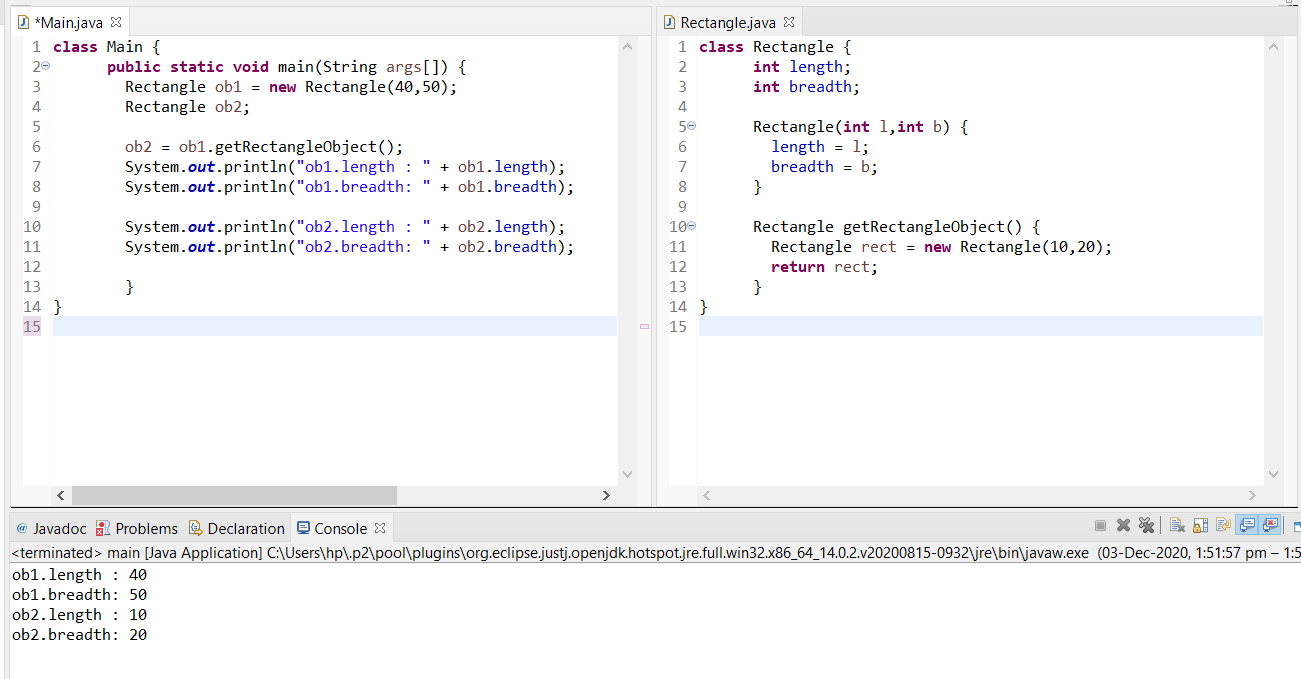 *Main.java
1 class Main {
2 public static void main(String args[]) {
3 Rectangle ob1 = new Rectangle(40,50);
4 Rectangle ob2;
5
6 ob2 = ob1.getRectangleObject();
7 System.out.println("ob1.length : " + ob1.length);
8 System.out.println("ob1.breadth: " + ob1.breadth);
9
10 System.out.println("ob2.length : " + ob2.length);
11 System.out.println("ob2.breadth: " + ob2.breadth);
12
13 }
14 }
15
Rectangle.java
1 class Rectangle {
2 int length;
3 int breadth;
4
5 Rectangle(int l,int b) {
6 length = l;
7 breadth = b;
8 }
9
10 Rectangle getRectangleObject() {
11 Rectangle rect = new Rectangle(10,20);
12 return rect;
13 }
14 }
15
@ Javadoc Problems Declaration Console
<terminated> main [Java Application] C:\Users\hp\.p2\pool\plugins\org.eclipse.justj.openjdk.hotspot.jre.full.win32.x86_64_14.0.2.v20200815-0932\jre\bin\javaw.exe (03-Dec-2020, 1:51:57 pm – 1:5
ob1.length : 40
ob1.breadth: 50
ob2.length : 10
ob2.breadth: 20